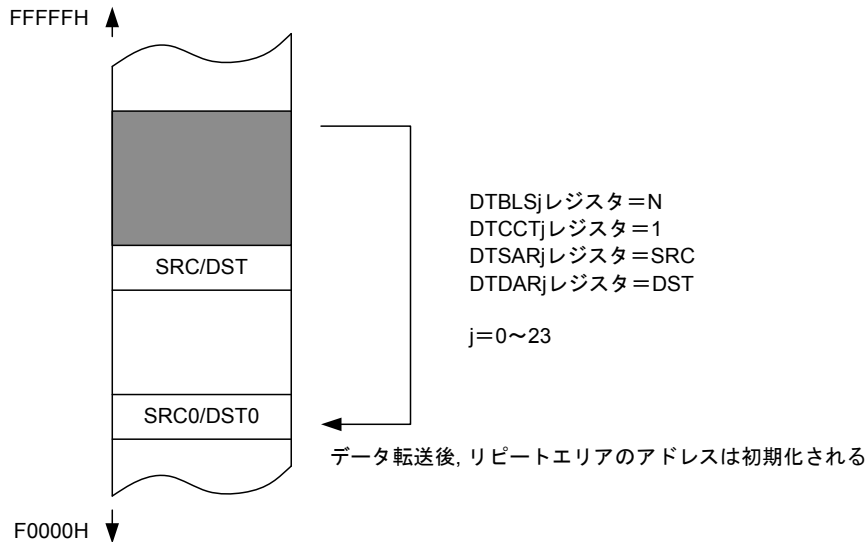 FFFFFH
SRC/DST
SRC0/DST0
F0000H
DTBLSjレジスタ＝N
DTCCTjレジスタ＝1
DTSARjレジスタ＝SRC
DTDARjレジスタ＝DST
j＝0～23
データ転送後, リピートエリアのアドレスは初期化される